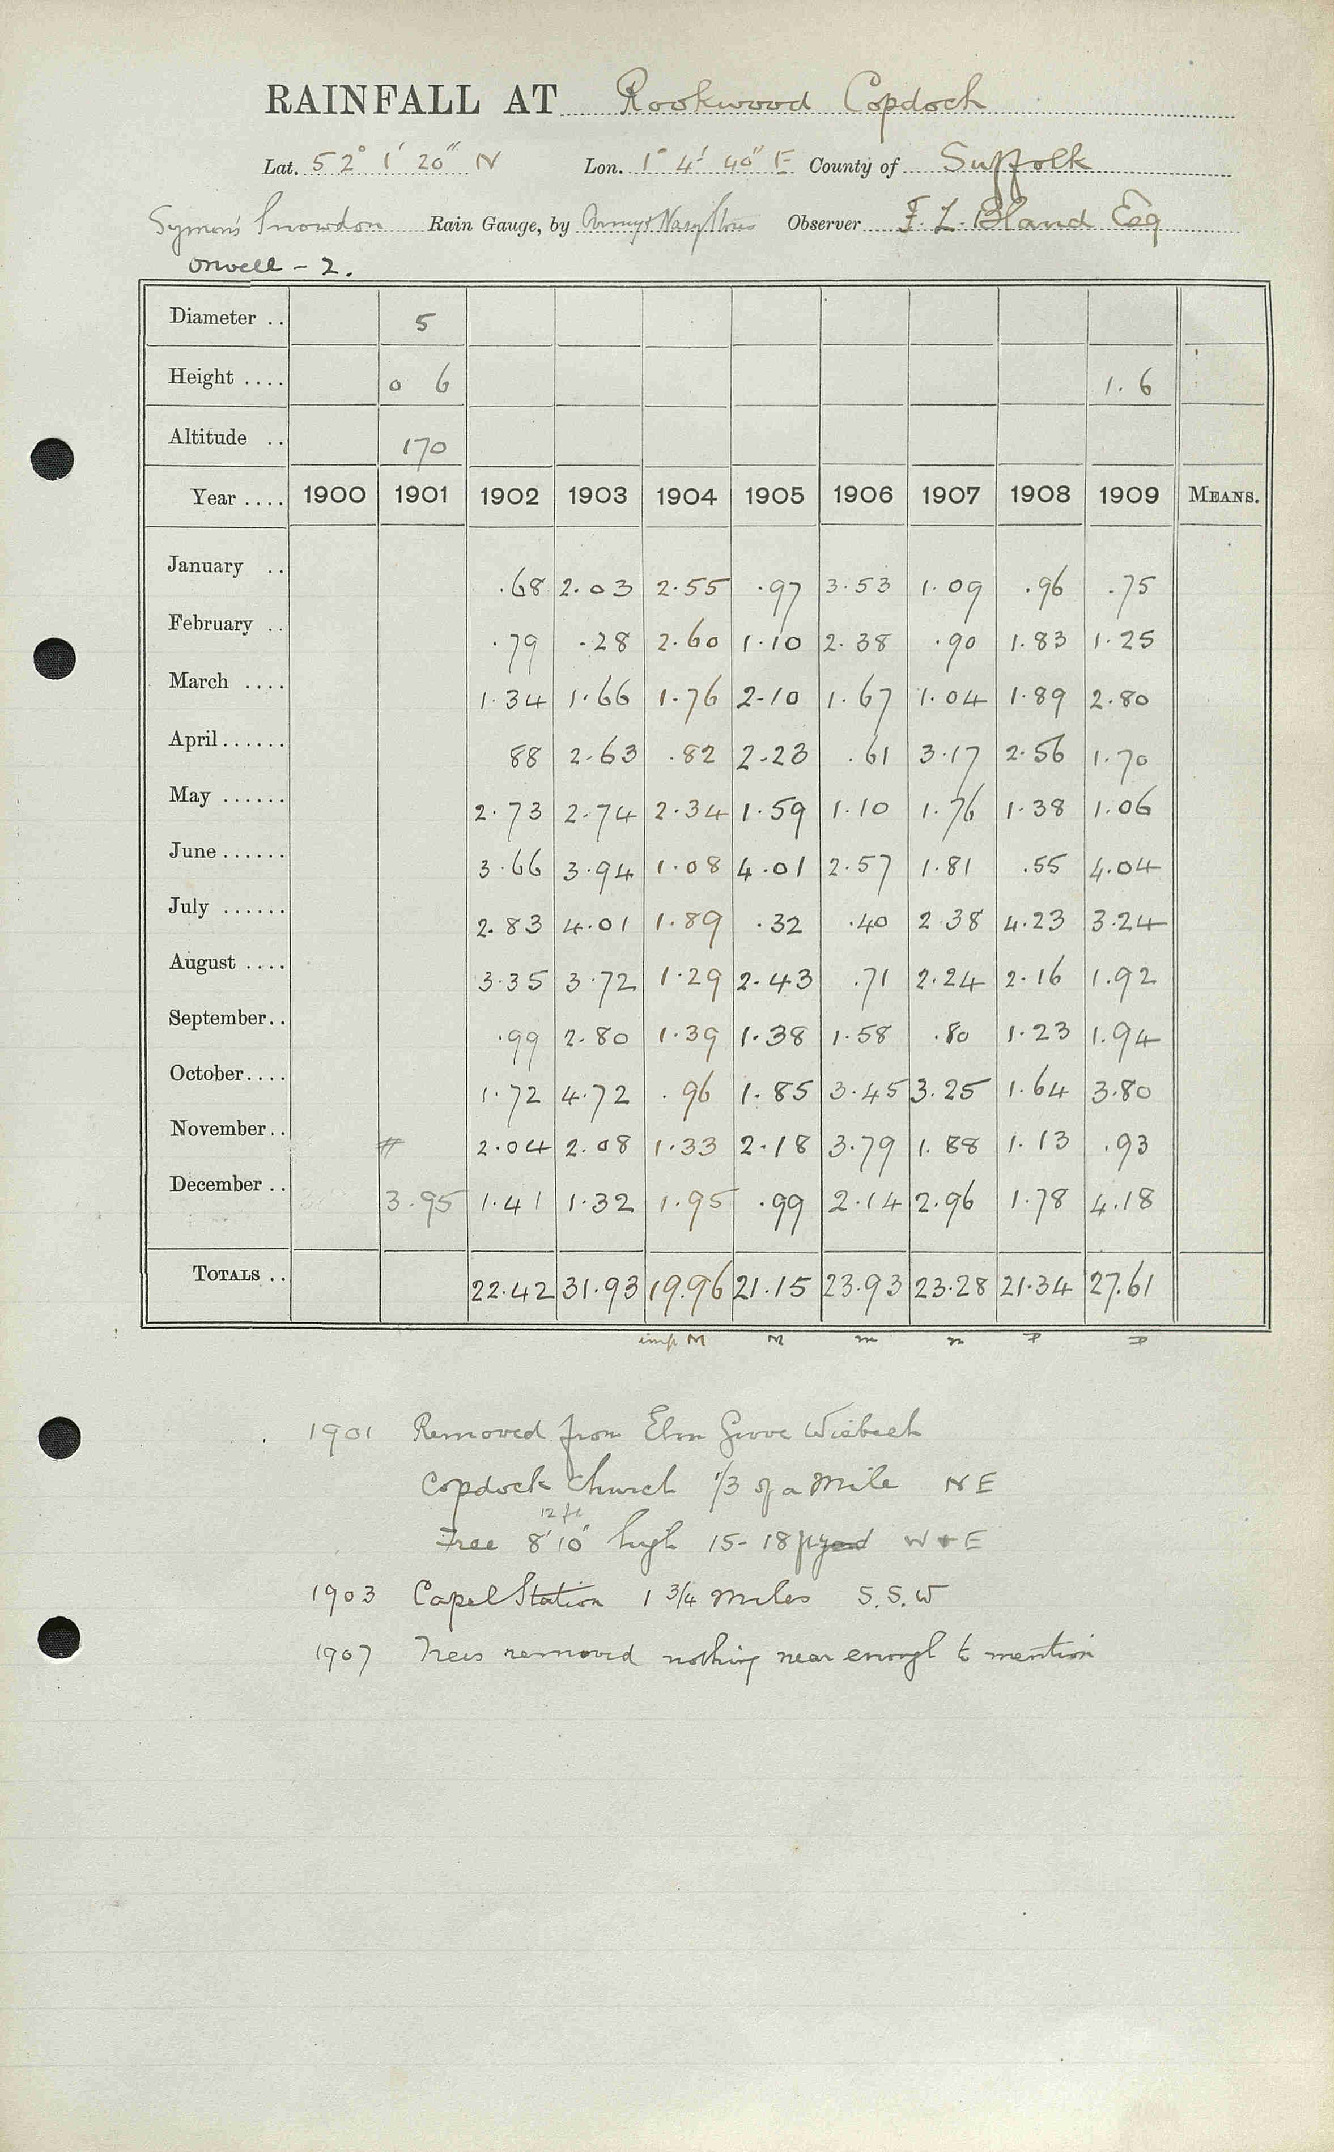 RAINFALL AT Rookwood Copdock
Lat. 52° 1' 20" N Lon. 1° 4' 40" E County of Suffolk
Symon's Snowdon Rain Gauge, by Army & Navy Stores Observer F. L. Bland Esq
Orwell - 2.
Diameter .. 5
Height .... 0 6 1.6
Altitude .. 170
Year .... 1900 1901 1902 1903 1904 1905 1906 1907 1908 1909 MEANS.
January .. .68 2.03 2.55 .97 3.53 1.09 .96 .75
February .. .79 .28 2.60 1.10 2.38 .90 1.83 1.25
March .... 1.34 1.66 1.76 2.10 1.67 1.04 1.89 2.80
April ...... 88 2.63 .82 2.23 .61 3.17 2.56 1.70
May ...... 2.73 2.74 2.34 1.59 1.10 1.76 1.38 1.06
June ...... 3.66 3.94 1.08 4.01 2.57 1.81 .55 4.04
July ...... 2.83 4.01 1.89 .32 .40 2.38 4.23 3.24
August .... 3.35 3.72 1.29 2.43 .71 2.24 2.16 1.92
September .. .99 2.80 1.39 1.38 1.58 .80 1.23 1.94
October .... 1.72 4.72 .96 1.85 3.45 3.25 1.64 3.80
November .. # 2.04 2.08 1.33 2.18 3.79 1.88 1.13 .93
December .. 3.95 1.41 1.32 1.95 .99 2.14 2.96 1.78 4.18
TOTALS .. 22.42 31.93 19.96 21.15 23.93 23.28 21.34 27.61
imp M M m m P P
1901 Removed from Elm Grove Wisbech
Copdock Church 1/3 of a Mile NE
12 ft
Tree 8' 10" high 15-18 W & E
1903 Capel Station 1 3/4 miles S.S.W
1907 Trees removed nothing near enough to mention